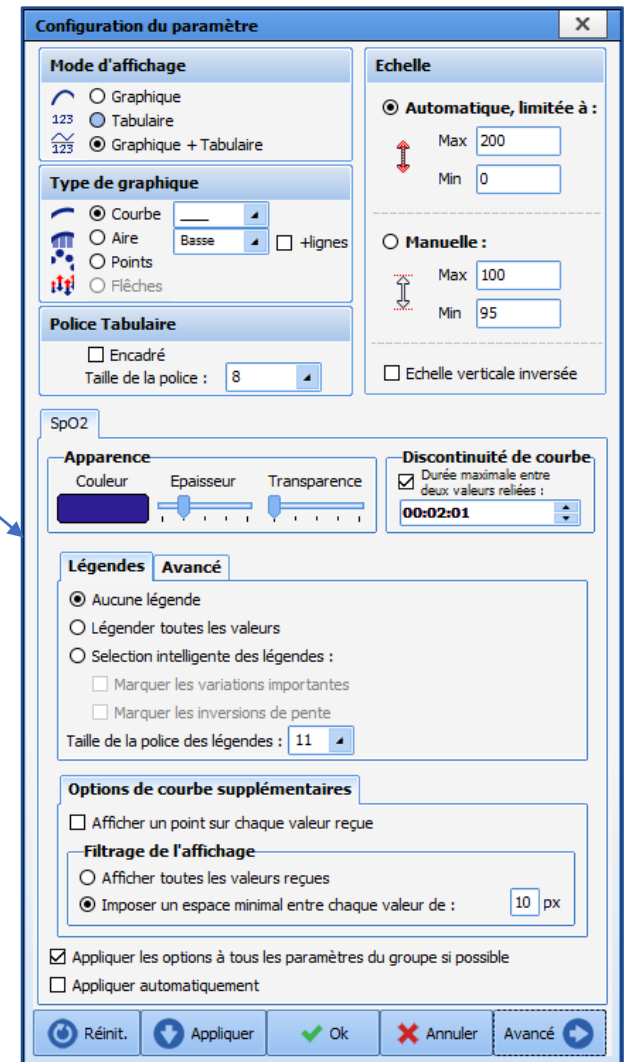 Configuration du paramètre
Mode d'affichage
Graphique
123 Tabulaire
123 Graphique + Tabulaire
Type de graphique
Courbe
Aire Basse +lignes
Points
Flêches
Police Tabulaire
Encadré
Taille de la police : 8
Echelle
Automatique, limitée à :
Max 200
Min 0
Manuelle :
Max 100
Min 95
Echelle verticale inversée
SpO2
Apparence
Couleur Epaisseur Transparence
Discontinuité de courbe
Durée maximale entre
deux valeurs reliées :
00:02:01
Légendes Avancé
Aucune légende
Légender toutes les valeurs
Selection intelligente des légendes :
Marquer les variations importantes
Marquer les inversions de pente
Taille de la police des légendes : 11
Options de courbe supplémentaires
Afficher un point sur chaque valeur reçue
Filtrage de l'affichage
Afficher toutes les valeurs reçues
Imposer un espace minimal entre chaque valeur de : 10 px
Appliquer les options à tous les paramètres du groupe si possible
Appliquer automatiquement
Réinit. Appliquer Ok Annuler Avancé